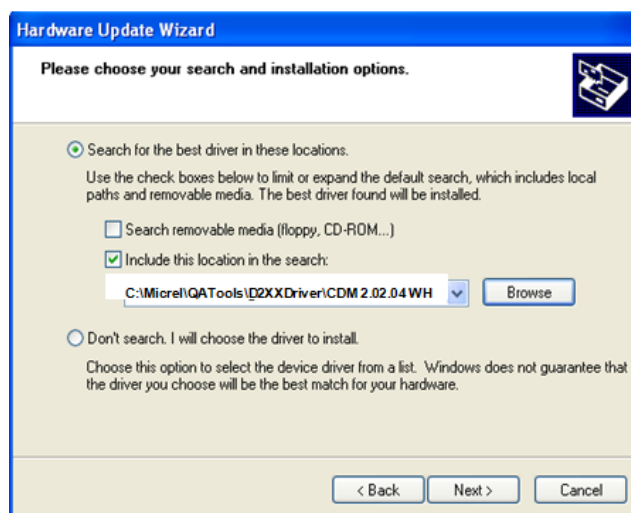 Hardware Update Wizard
Please choose your search and installation options.
Search for the best driver in these locations.
Use the check boxes below to limit or expand the default search, which includes local
paths and removable media. The best driver found will be installed.
Search removable media (floppy, CD-ROM...)
Include this location in the search:
C:\Micrel\QATools\D2XXDriver\CDM 2.02.04 WH
Browse
Don't search. I will choose the driver to install.
Choose this option to select the device driver from a list. Windows does not guarantee that
the driver you choose will be the best match for your hardware.
< Back
Next >
Cancel